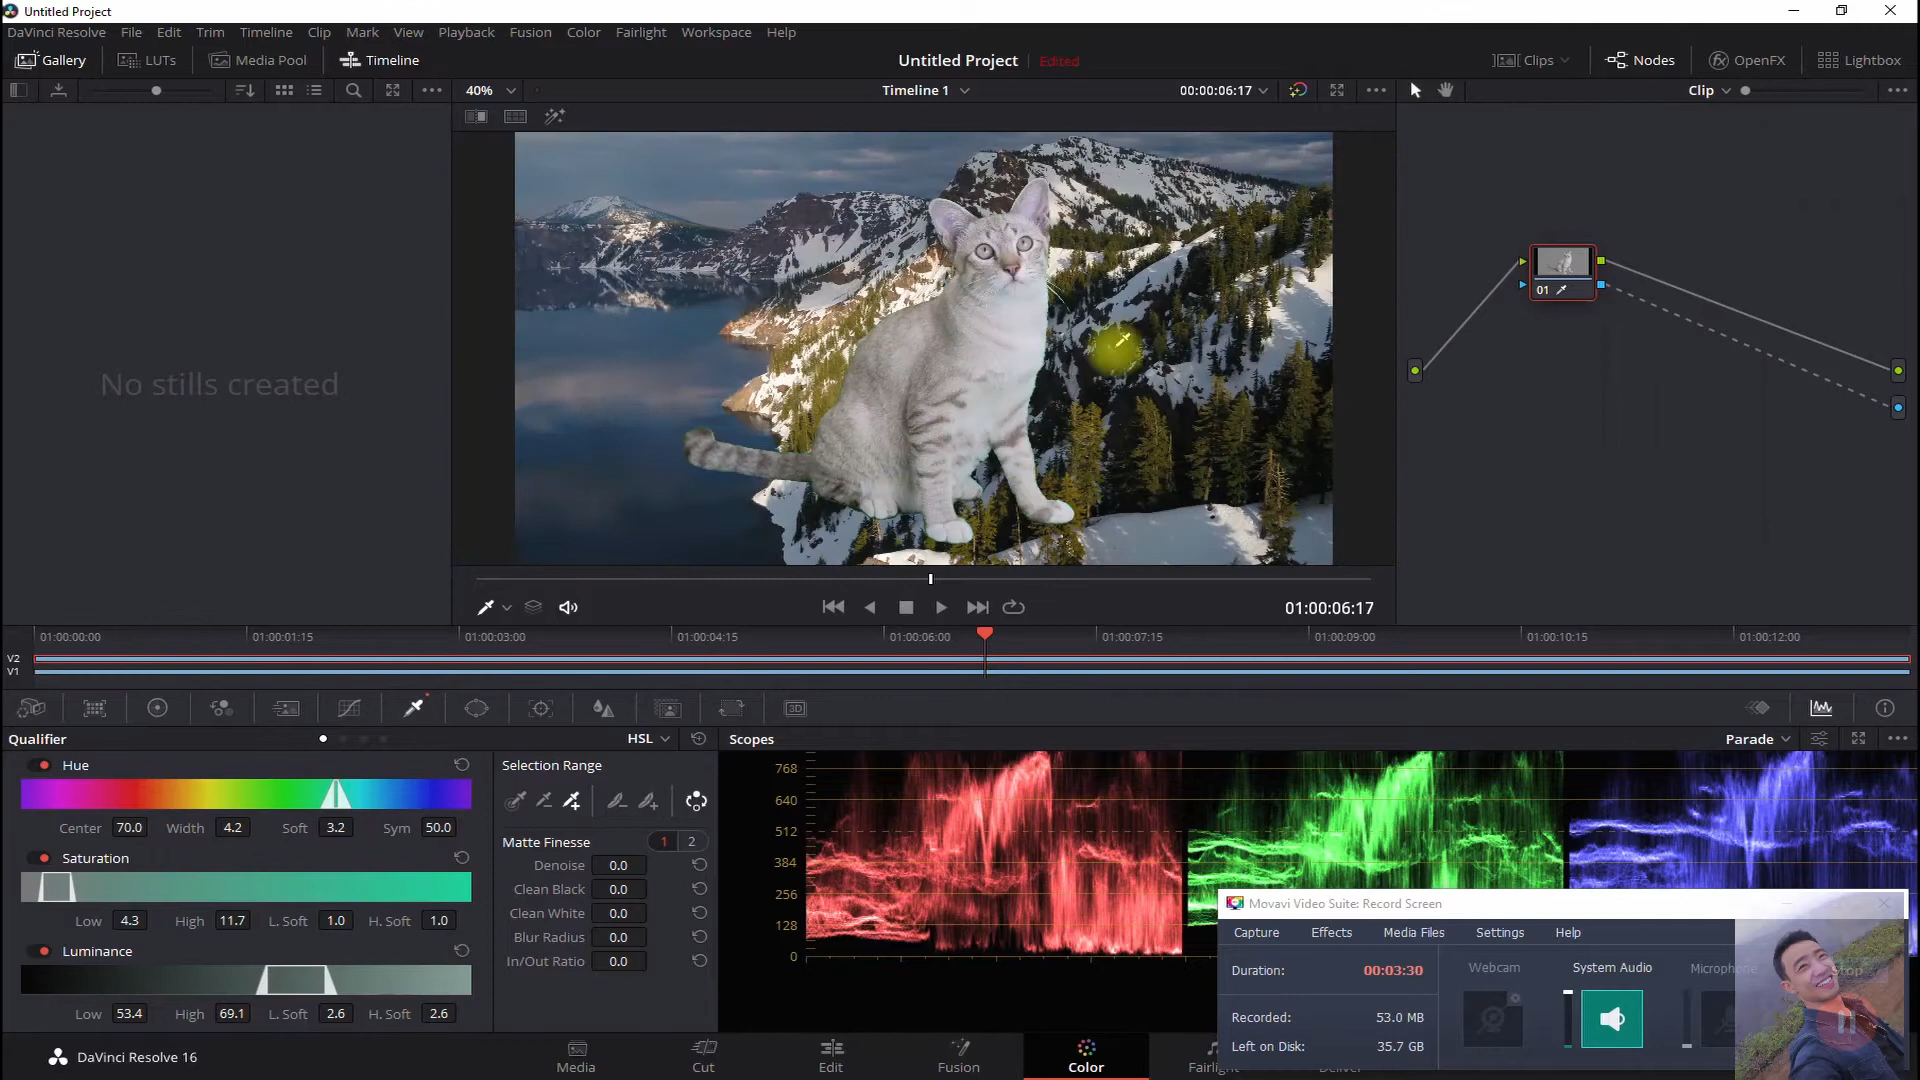 Untitled Project
DaVinci Resolve File Edit Trim Timeline Clip Mark View Playback Fusion Color Fairlight Workspace Help
Gallery LUTs Media Pool Timeline Untitled Project Edited Clips Nodes OpenFX Lightbox
40% Timeline 1 00:00:06:17 Clip
No stills created
01
01:00:06:17
01:00:00:00 01:00:01:15 01:00:03:00 01:00:04:15 01:00:06:00 01:00:07:15 01:00:09:00 01:00:10:15 01:00:12:00
V2
V1
3D
Qualifier HSL Scopes Parade
Hue Selection Range
Center 70.0 Width 4.2 Soft 3.2 Sym 50.0
Saturation
Low 4.3 High 11.7 L. Soft 1.0 H. Soft 1.0
Luminance
Low 53.4 High 69.1 L. Soft 2.6 H. Soft 2.6
Matte Finesse 1 2
Denoise 0.0
Clean Black 0.0
Clean White 0.0
Blur Radius 0.0
In/Out Ratio 0.0
768
640
512
384
256
128
0
Movavi Video Suite: Record Screen
Capture Effects Media Files Settings Help
Duration: 00:03:30 Webcam System Audio Microphone Stop
Recorded: 53.0 MB
Left on Disk: 35.7 GB
DaVinci Resolve 16 Media Cut Edit Fusion Color Fairlight Deliver